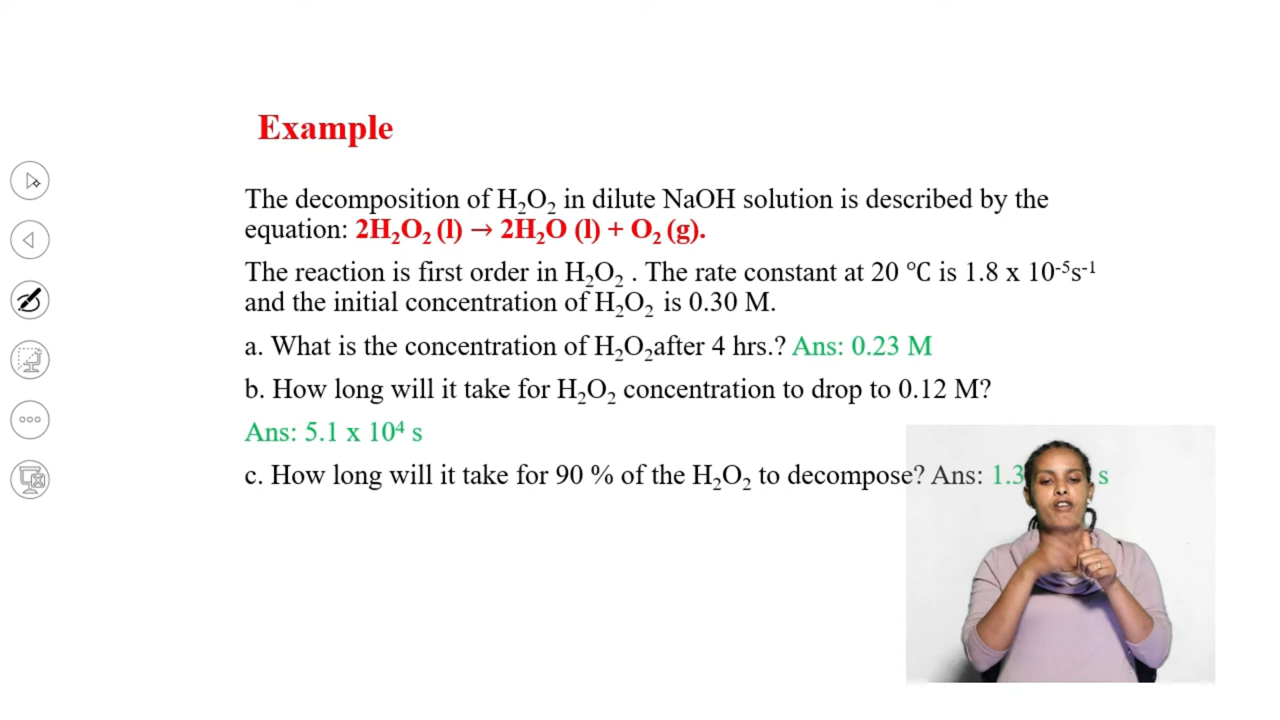 Example
The decomposition of H₂O₂ in dilute NaOH solution is described by the
equation: 2H₂O₂ (l) → 2H₂O (l) + O₂ (g).
The reaction is first order in H₂O₂ . The rate constant at 20 °C is 1.8 x 10⁻⁵s⁻¹
and the initial concentration of H₂O₂ is 0.30 M.
a. What is the concentration of H₂O₂after 4 hrs.? Ans: 0.23 M
b. How long will it take for H₂O₂ concentration to drop to 0.12 M?
Ans: 5.1 x 10⁴ s
c. How long will it take for 90 % of the H₂O₂ to decompose? Ans: 1.3 s